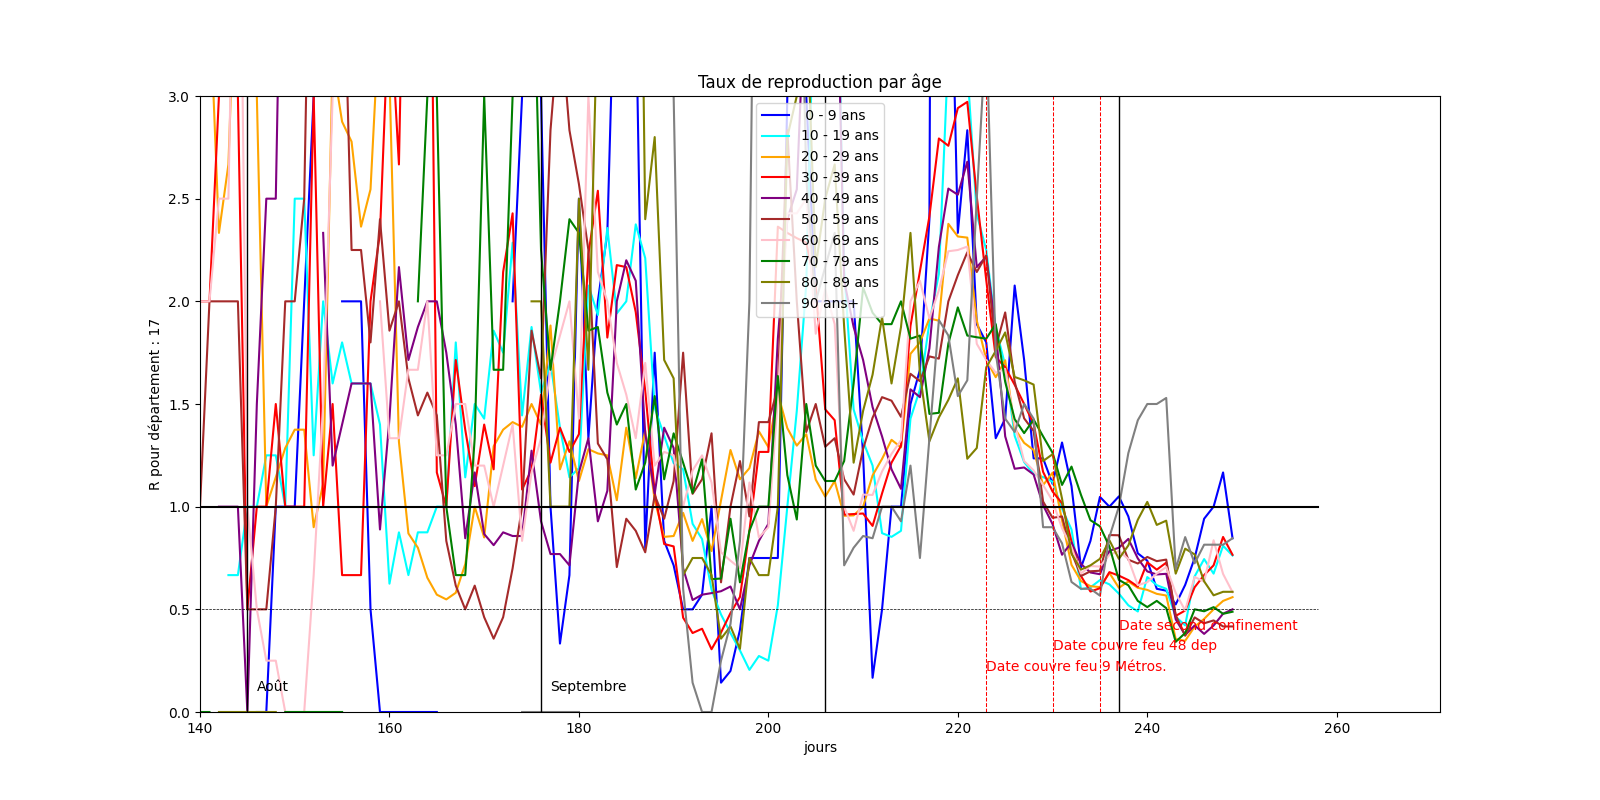 Taux de reproduction par âge
R pour département : 17
3.0
2.5
2.0
1.5
1.0
0.5
0.0
0 - 9 ans
10 - 19 ans
20 - 29 ans
30 - 39 ans
40 - 49 ans
50 - 59 ans
60 - 69 ans
70 - 79 ans
80 - 89 ans
90 ans+
Date second confinement
Date couvre feu 48 dep
Date couvre feu 9 Métros.
Août
Septembre
140 160 180 200 220 240 260
jours